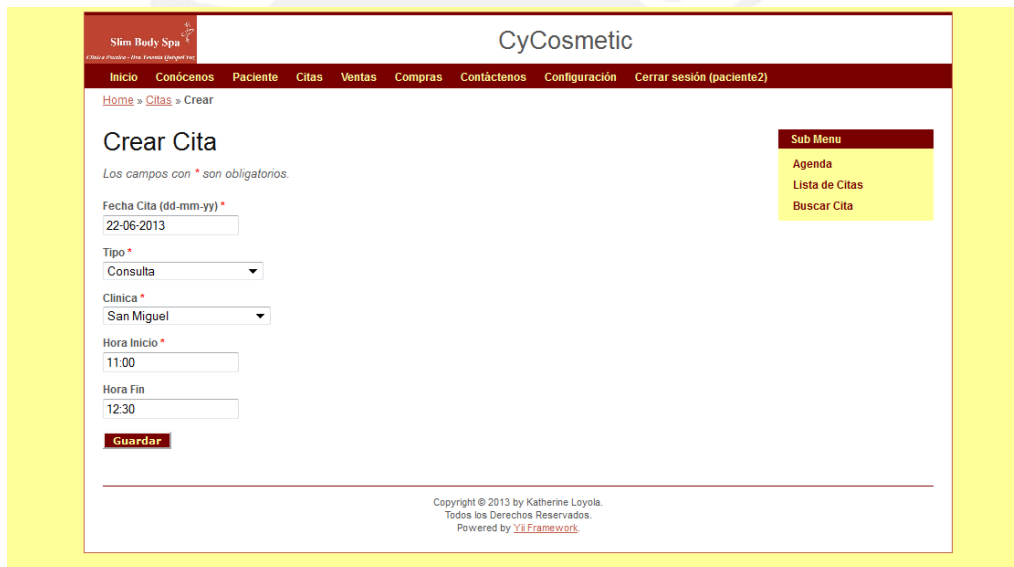 Slim Body Spa
CyCosmetic
Inicio Conócenos Paciente Citas Ventas Compras Contáctenos Configuración Cerrar sesión (paciente2)
Home » Citas » Crear
Crear Cita
Los campos con * son obligatorios.
Fecha Cita (dd-mm-yy) *
22-06-2013
Tipo *
Consulta
Clinica *
San Miguel
Hora Inicio *
11:00
Hora Fin
12:30
Guardar
Sub Menu
Agenda
Lista de Citas
Buscar Cita
Copyright © 2013 by Katherine Loyola.
Todos los Derechos Reservados.
Powered by Yii Framework.